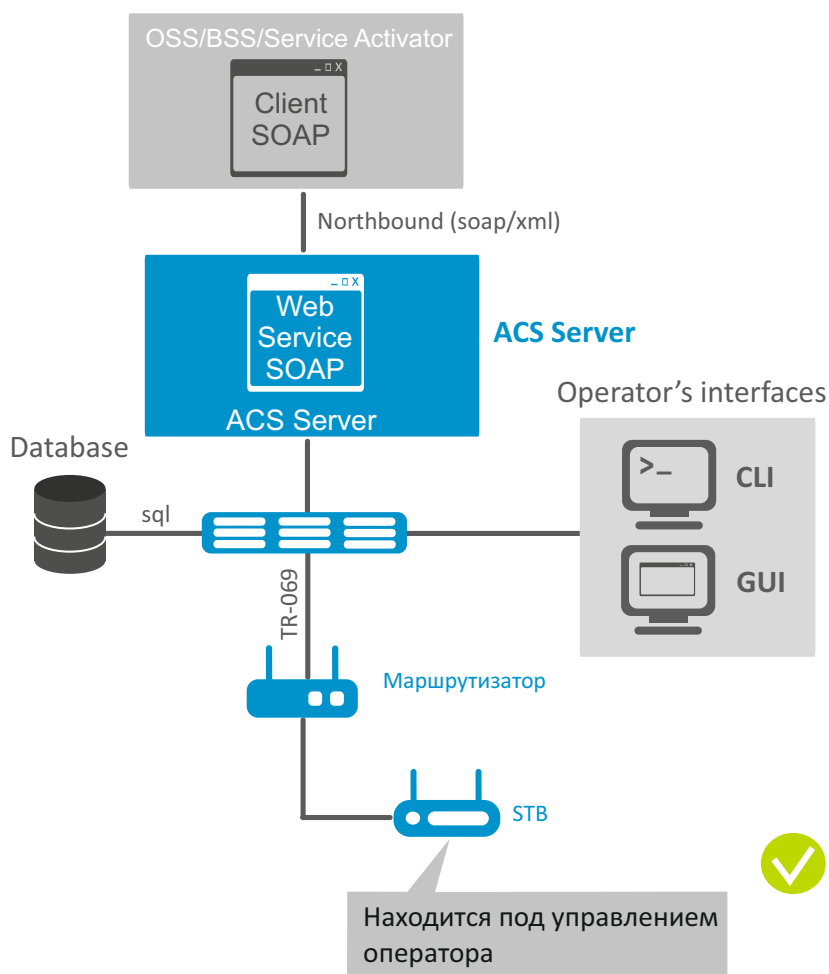 OSS/BSS/Service Activator
_ □ X
Client
SOAP
Northbound (soap/xml)
_ □ X
Web
Service
SOAP
ACS Server
ACS Server
Operator’s interfaces
Database
>_
CLI
sql
GUI
TR-069
Маршрутизатор
STB
Находится под управлением
оператора